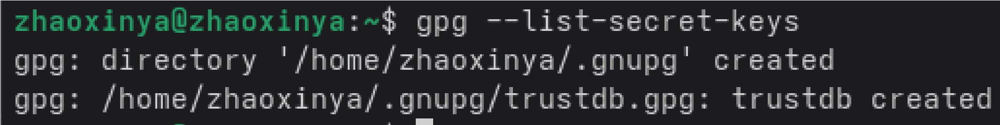 zhaoxinya@zhaoxinya:~$ gpg --list-secret-keys
gpg: directory '/home/zhaoxinya/.gnupg' created
gpg: /home/zhaoxinya/.gnupg/trustdb.gpg: trustdb created